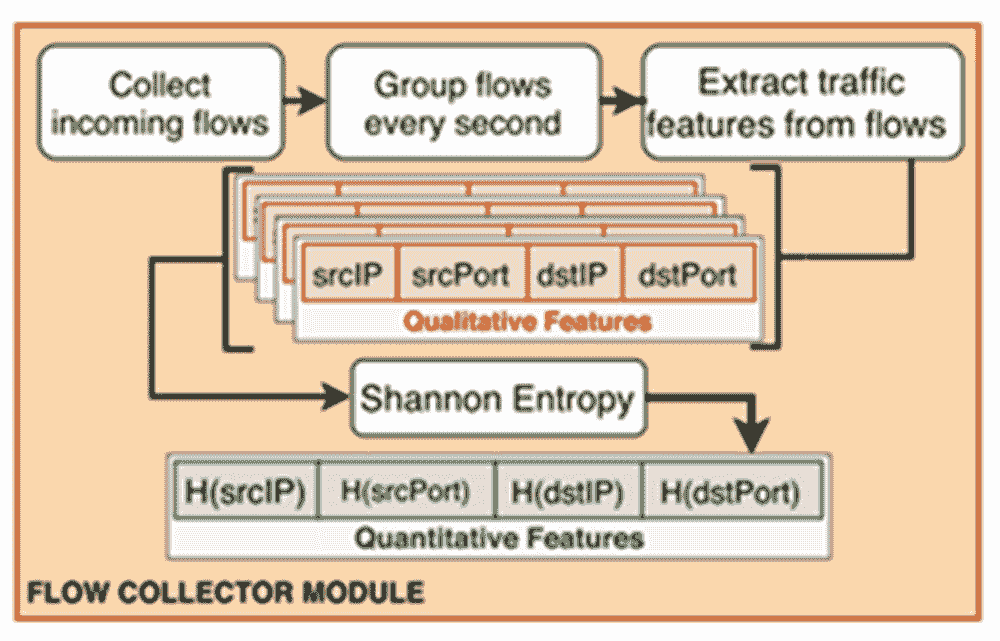 Collect
incoming flows
Group flows
every second
Extract traffic
features from flows
srcIP srcPort dstIP dstPort
Qualitative Features
Shannon Entropy
H(srcIP) H(srcPort) H(dstIP) H(dstPort)
Quantitative Features
FLOW COLLECTOR MODULE